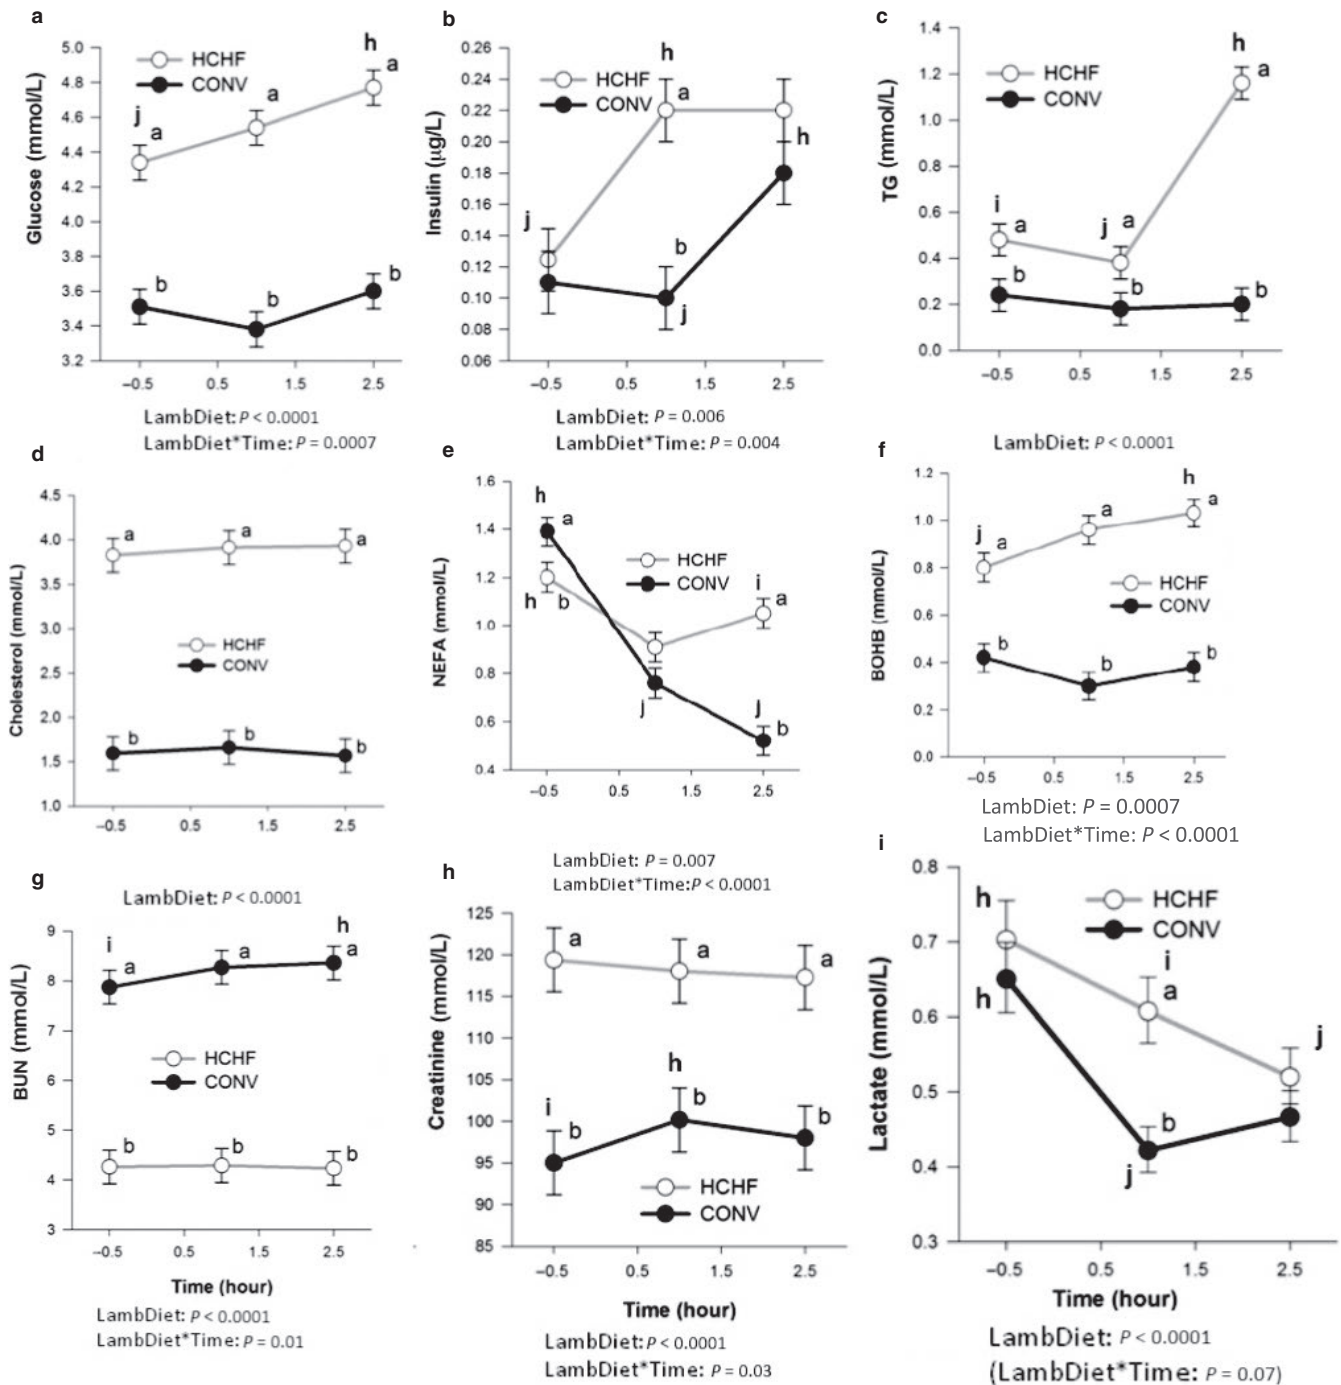 a
Glucose (mmol/L)
5.0
4.8
4.6
4.4
4.2
4.0
3.8
3.6
3.4
3.2
HCHF
CONV
j
a
a
h
a
b
b
b
–0.5
0.5
1.5
2.5
LambDiet: P < 0.0001
LambDiet*Time: P = 0.0007
b
Insulin (µg/L)
0.26
0.24
0.22
0.20
0.18
0.16
0.14
0.12
0.10
0.08
0.06
HCHF
CONV
j
h
a
b
j
h
–0.5
0.5
1.5
2.5
LambDiet: P = 0.006
LambDiet*Time: P = 0.004
c
TG (mmol/L)
1.4
1.2
1.0
0.8
0.6
0.4
0.2
0.0
HCHF
CONV
i
a
j
a
h
a
b
b
b
–0.5
0.5
1.5
2.5
LambDiet: P < 0.0001
d
Cholesterol (mmol/L)
4.5
4.0
3.5
3.0
2.5
2.0
1.5
1.0
a
a
a
HCHF
CONV
b
b
b
–0.5
0.5
1.5
2.5
LambDiet: P < 0.0001
e
NEFA (mmol/L)
1.6
1.4
1.2
1.0
0.8
0.6
0.4
h
a
h
b
HCHF
CONV
i
a
j
j
b
–0.5
0.5
1.5
2.5
LambDiet: P = 0.007
LambDiet*Time: P < 0.0001
f
BOHB (mmol/L)
1.2
1.0
0.8
0.6
0.4
0.2
0.0
j
a
a
h
a
HCHF
CONV
b
b
b
–0.5
0.5
1.5
2.5
LambDiet: P = 0.0007
LambDiet*Time: P < 0.0001
g
BUN (mmol/L)
9
8
7
6
5
4
3
i
a
a
h
a
HCHF
CONV
b
b
b
–0.5
0.5
1.5
2.5
Time (hour)
LambDiet: P < 0.0001
LambDiet*Time: P = 0.01
h
Creatinine (mmol/L)
125
120
115
110
105
100
95
90
85
a
a
a
i
b
h
b
b
HCHF
CONV
–0.5
0.5
1.5
2.5
Time (hour)
LambDiet: P < 0.0001
LambDiet*Time: P = 0.03
i
Lactate (mmol/L)
0.8
0.7
0.6
0.5
0.4
0.3
HCHF
CONV
h
h
i
a
j
b
j
–0.5
0.5
1.5
2.5
Time (hour)
LambDiet: P < 0.0001
(LambDiet*Time: P = 0.07)